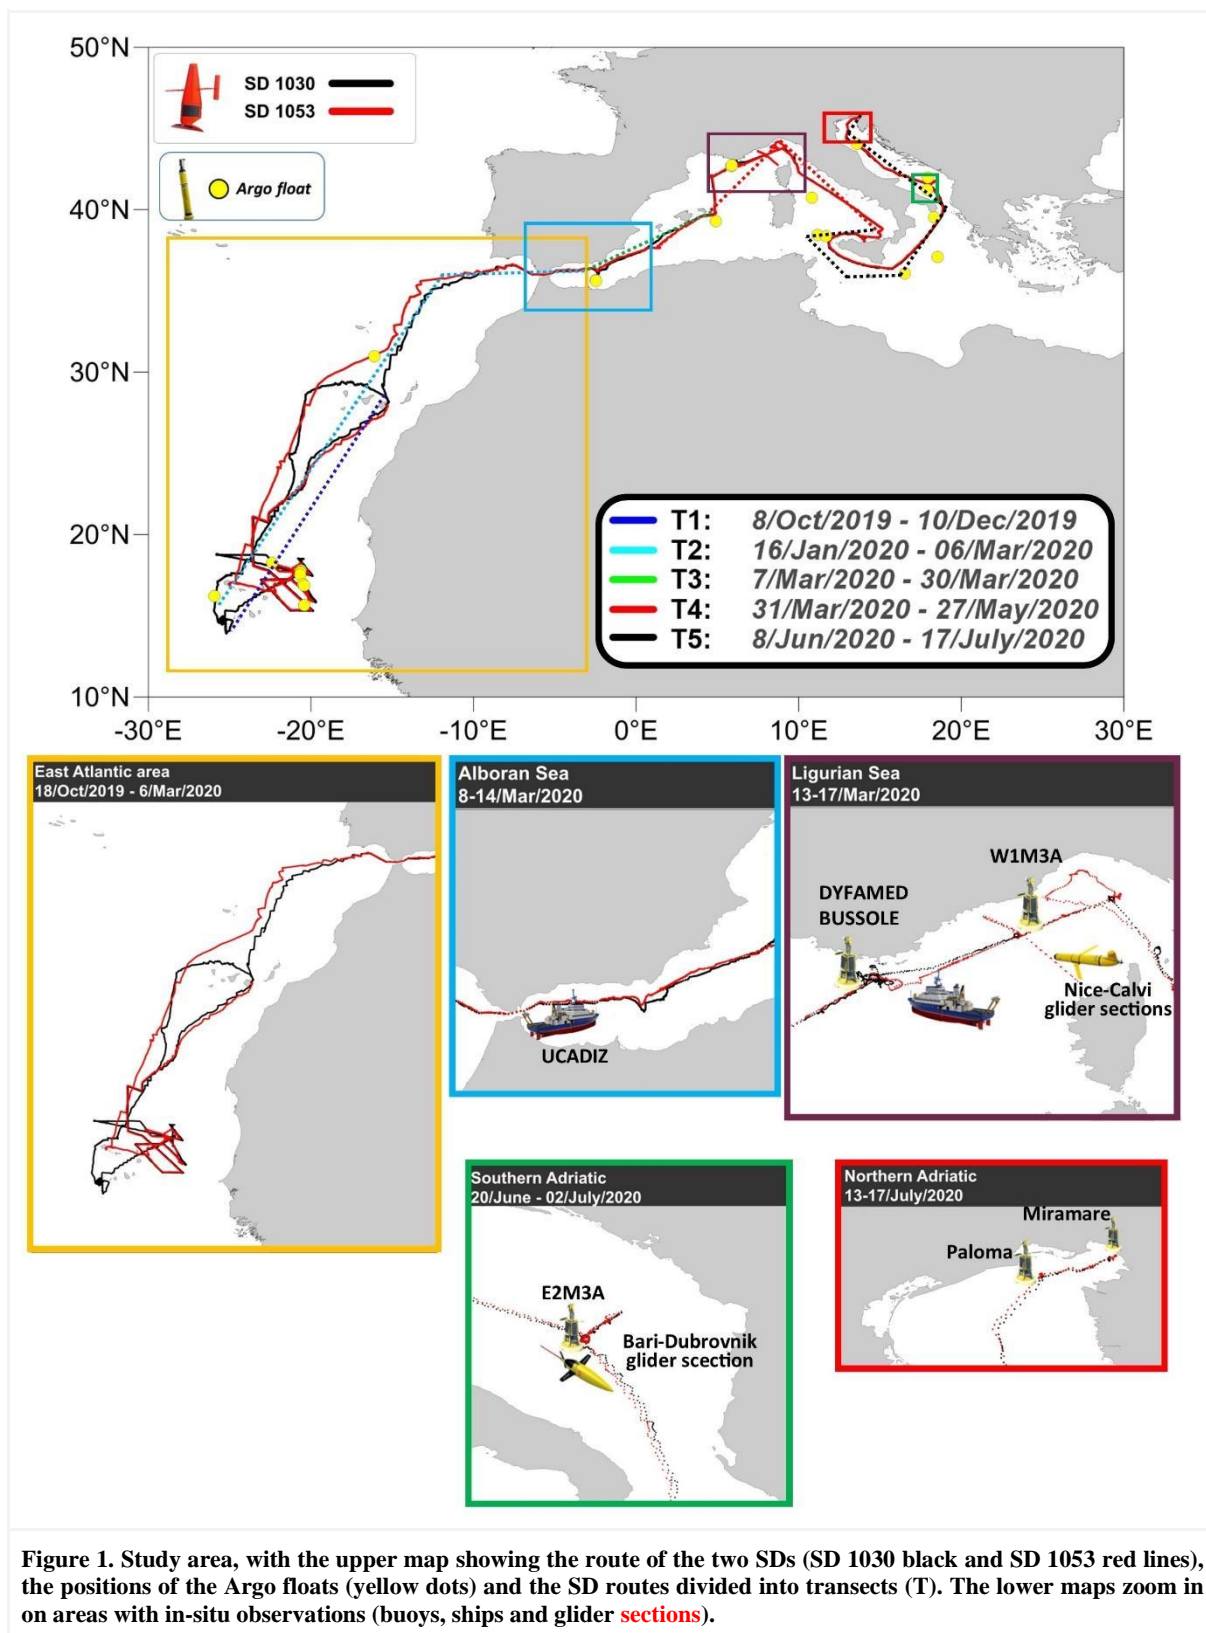 50°N
40°N
30°N
20°N
10°N
-30°E
-20°E
-10°E
0°E
10°E
20°E
30°E
SD 1030
SD 1053
Argo float
T1: 8/Oct/2019 - 10/Dec/2019
T2: 16/Jan/2020 - 06/Mar/2020
T3: 7/Mar/2020 - 30/Mar/2020
T4: 31/Mar/2020 - 27/May/2020
T5: 8/Jun/2020 - 17/July/2020
East Atlantic area
18/Oct/2019 - 6/Mar/2020
Alboran Sea
8-14/Mar/2020
UCADIZ
Ligurian Sea
13-17/Mar/2020
W1M3A
DYFAMED
BUSSOLE
Nice-Calvi
glider sections
Southern Adriatic
20/June - 02/July/2020
E2M3A
Bari-Dubrovnik
glider scection
Northern Adriatic
13-17/July/2020
Miramare
Paloma
Figure 1. Study area, with the upper map showing the route of the two SDs (SD 1030 black and SD 1053 red lines),
the positions of the Argo floats (yellow dots) and the SD routes divided into transects (T). The lower maps zoom in
on areas with in-situ observations (buoys, ships and glider sections).